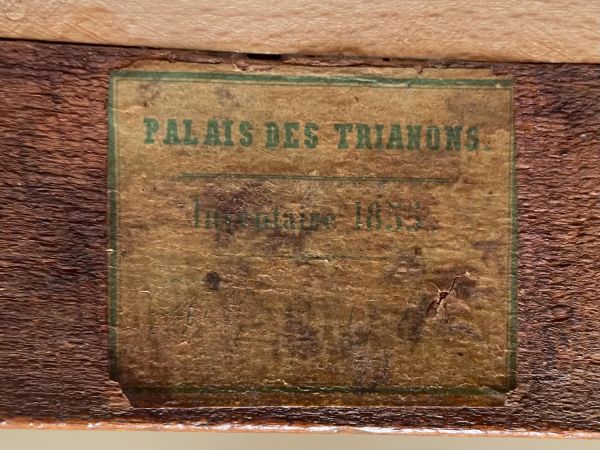 PALAIS DES TRIANONS.
Inventaire 1855.